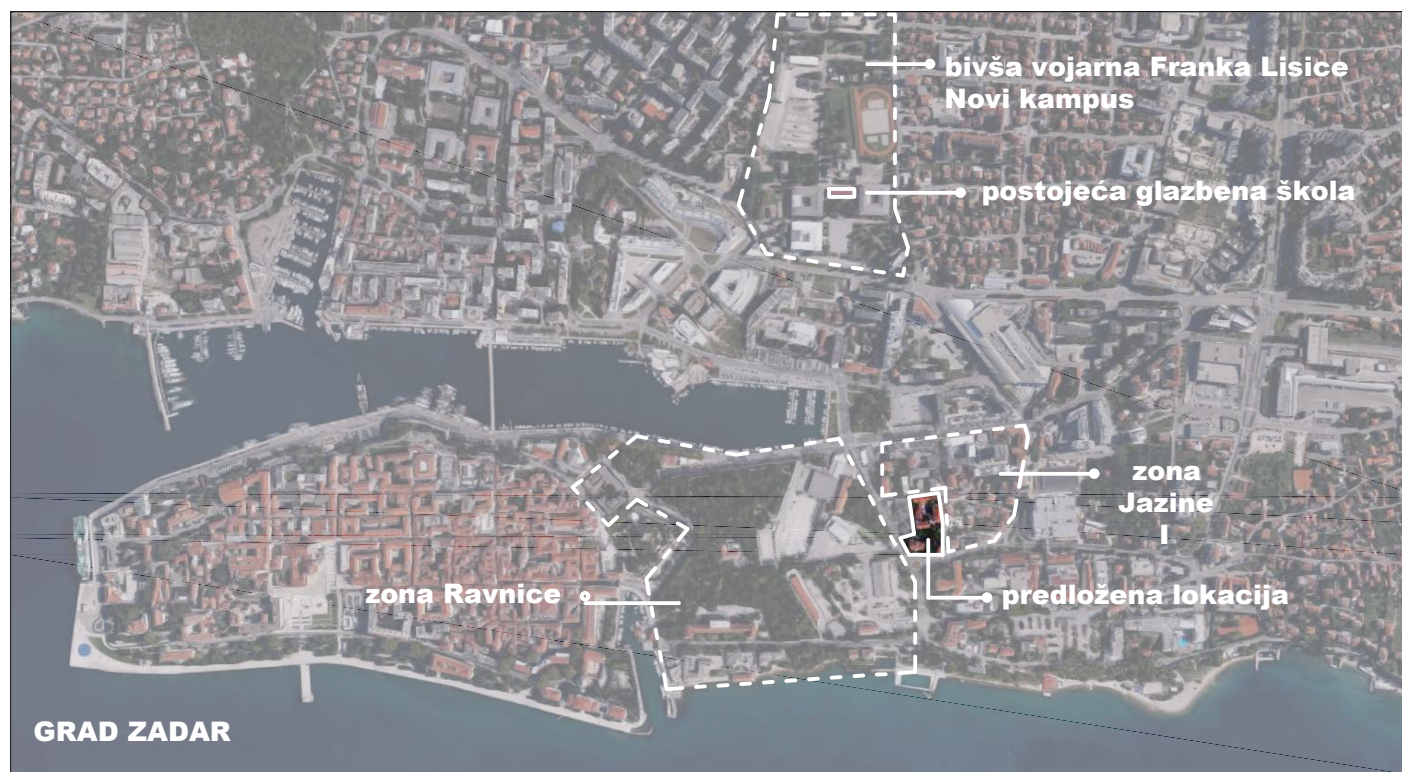 bivša vojarna Franka Lisice
Novi kampus
postojeća glazbena škola
zona
Jazine
I
zona Ravnice
predložena lokacija
GRAD ZADAR